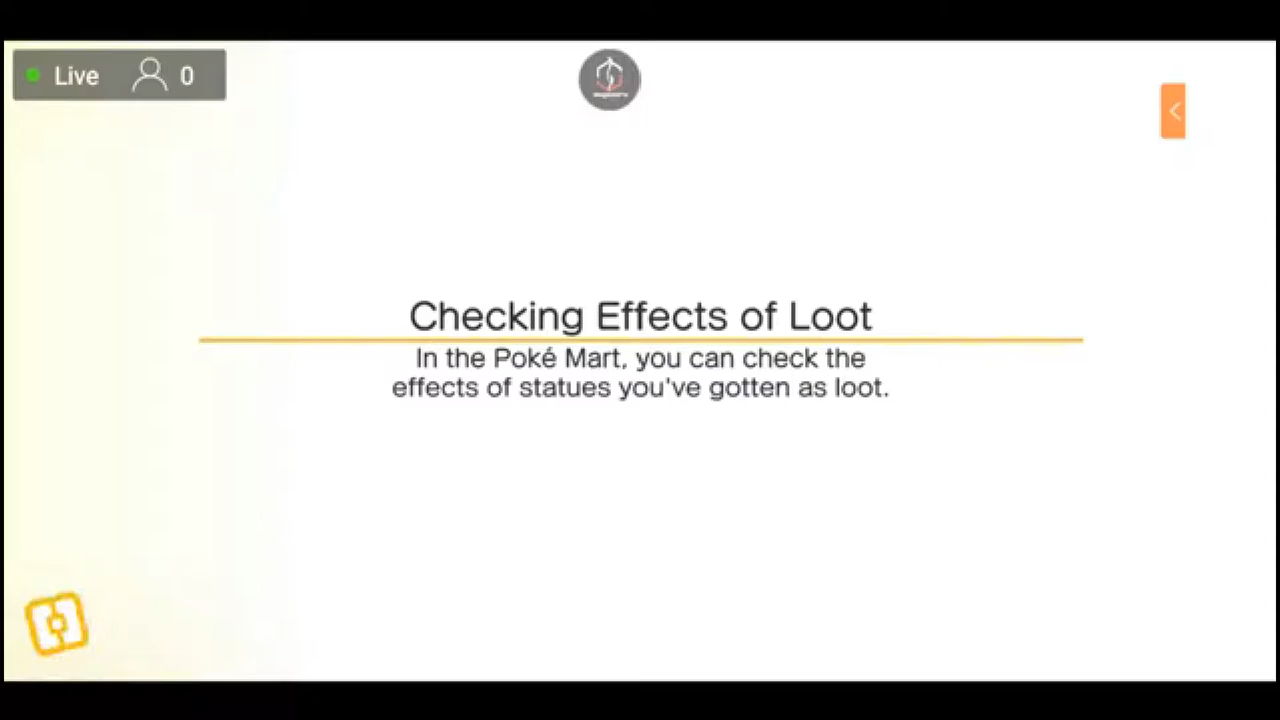 Live 0
Checking Effects of Loot
In the Poké Mart, you can check the
effects of statues you've gotten as loot.